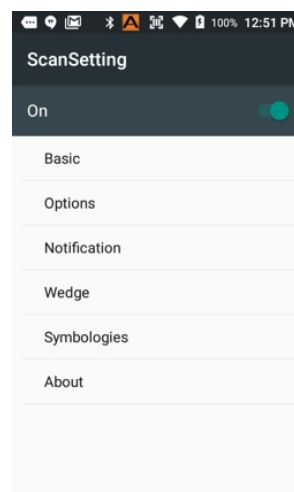 100% 12:51 PM
ScanSetting
On
Basic
Options
Notification
Wedge
Symbologies
About